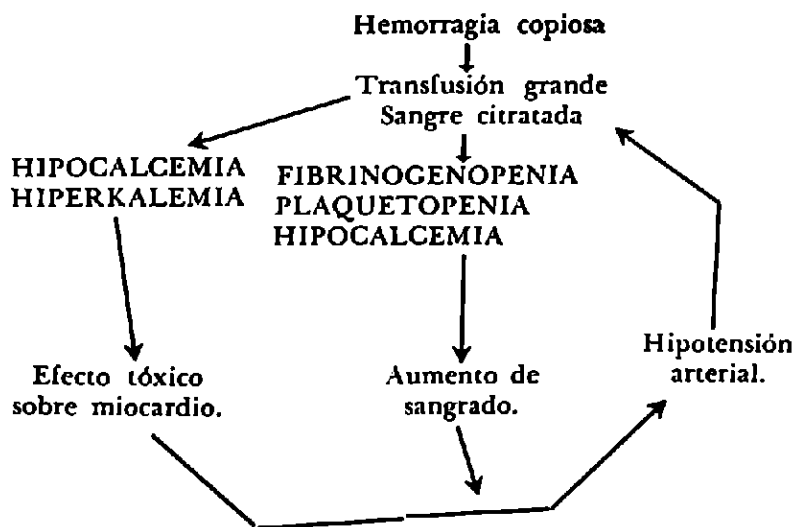 Hemorragia copiosa
Transfusión grande
Sangre citratada
HIPOCALCEMIA
HIPERKALEMIA
FIBRINOGENOPENIA
PLAQUETOPENIA
HIPOCALCEMIA
Efecto tóxico
sobre miocardio.
Aumento de
sangrado.
Hipotensión
arterial.